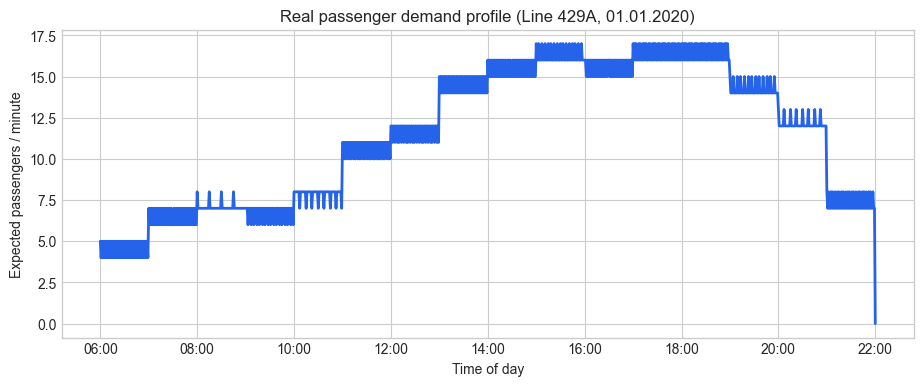 Real passenger demand profile (Line 429A, 01.01.2020)
Expected passengers / minute
17.5
15.0
12.5
10.0
7.5
5.0
2.5
0.0
06:00 08:00 10:00 12:00 14:00 16:00 18:00 20:00 22:00
Time of day